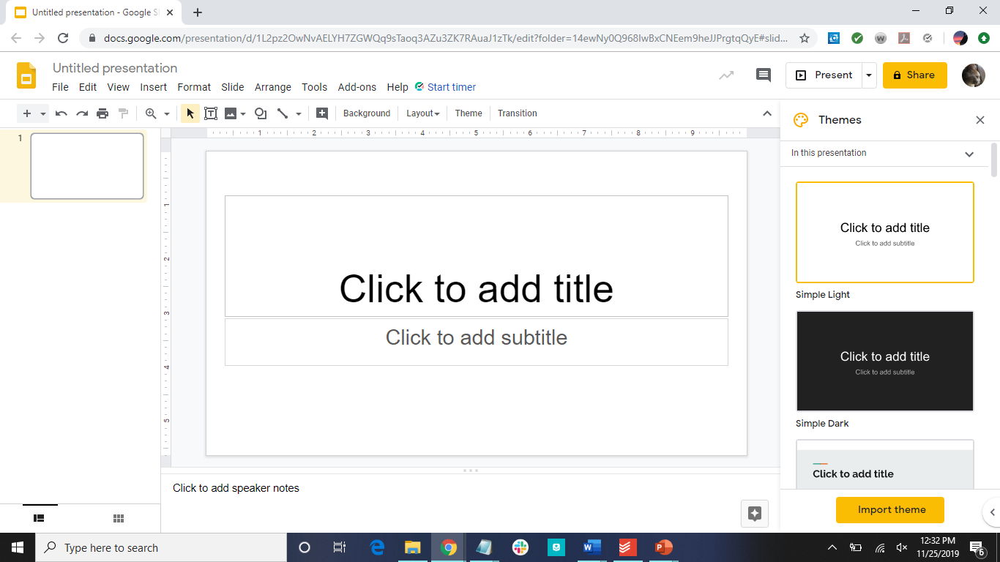 Untitled presentation - Google Sl
docs.google.com/presentation/d/1L2pz2OwNvAELYH7ZGWQq9sTaoq3AZu3ZK7RAuaJ1zTk/edit?folder=14ewNy0Q968IwBxCNEem9heJJPrgtqQyE#slid...
Untitled presentation
File Edit View Insert Format Slide Arrange Tools Add-ons Help Start timer
Present
Share
Background Layout Theme Transition
Themes
1
1 2 3 4 5 6 7 8 9
1
2
3
4
5
Click to add title
Click to add subtitle
Click to add speaker notes
In this presentation
Click to add title
Click to add subtitle
Simple Light
Click to add title
Click to add subtitle
Simple Dark
Click to add title
Import theme
Type here to search
12:32 PM
11/25/2019
6